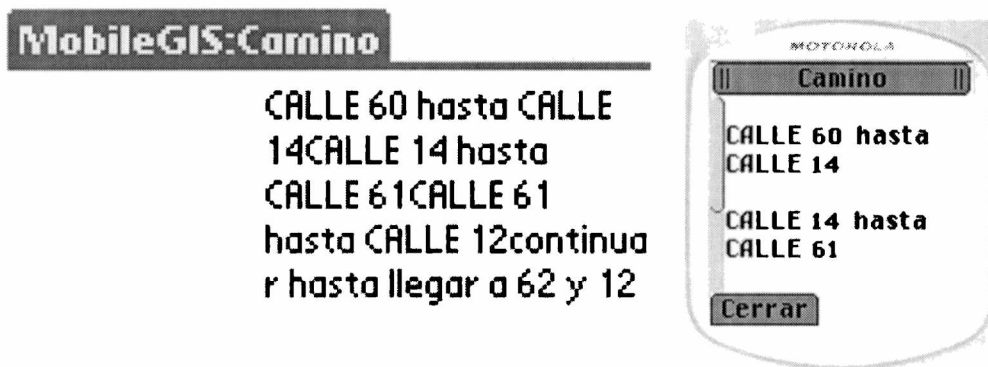 MobileGIS:Camino
CALLE 60 hasta CALLE
14CALLE 14 hasta
CALLE 61CALLE 61
hasta CALLE 12continua
r hasta llegar a 62 y 12
MOTOROLA
Camino
CALLE 60 hasta
CALLE 14
CALLE 14 hasta
CALLE 61
Cerrar